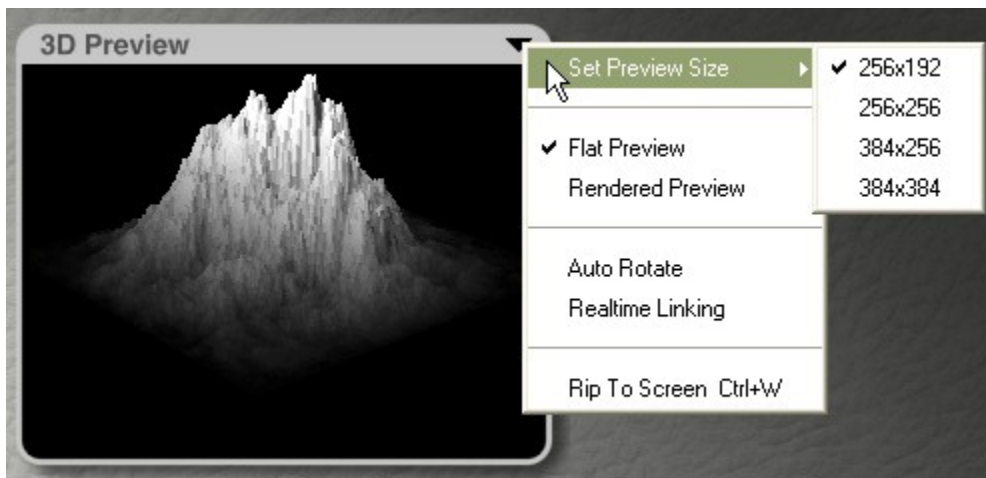 3D Preview
Set Preview Size
Flat Preview
Rendered Preview
Auto Rotate
Realtime Linking
Rip To Screen Ctrl+W
256x192
256x256
384x256
384x384